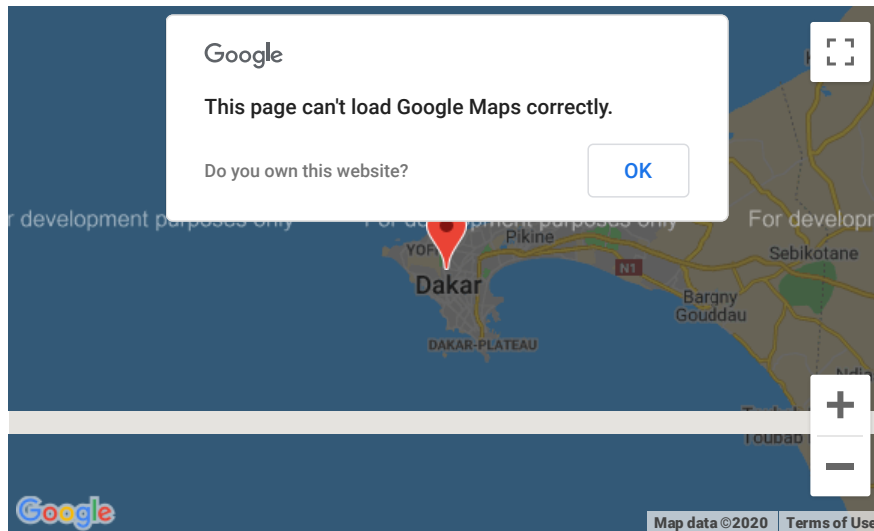 Google
This page can't load Google Maps correctly.
Do you own this website?
OK
r development purposes only
For development purposes only
For developm
YOFF
Pikine
Sebikotane
N1
Dakar
Bargny
Gouddau
DAKAR-PLATEAU
Toubab
Google
Map data ©2020
Terms of Use